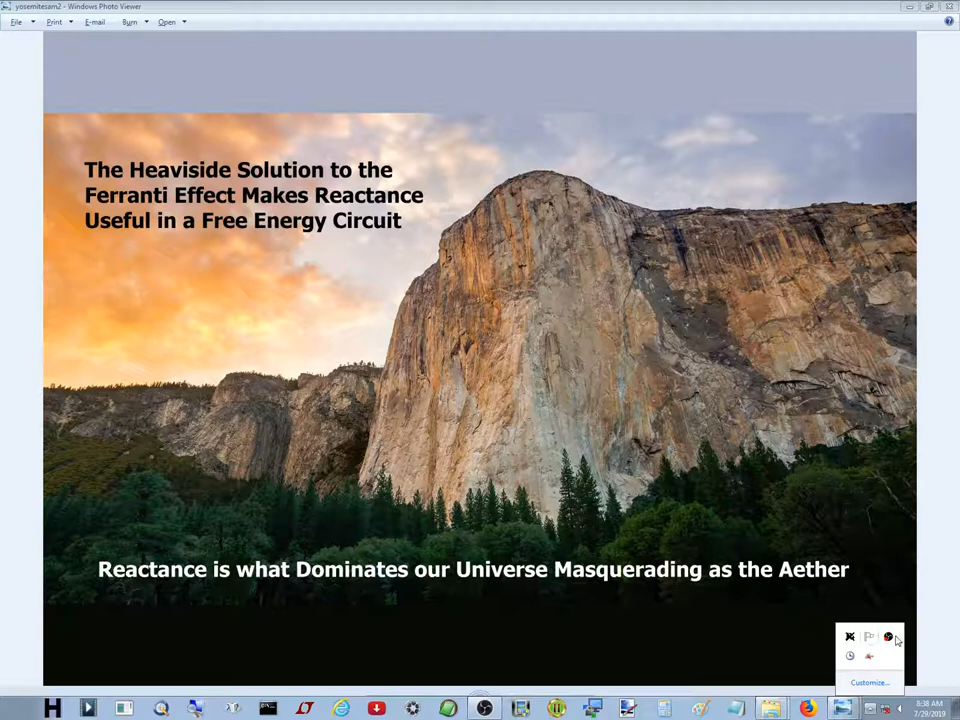 yosemitesam2 - Windows Photo Viewer
File Print E-mail Burn Open
The Heaviside Solution to the
Ferranti Effect Makes Reactance
Useful in a Free Energy Circuit
Reactance is what Dominates our Universe Masquerading as the Aether
Customize...
H
8:38 AM
7/29/2019